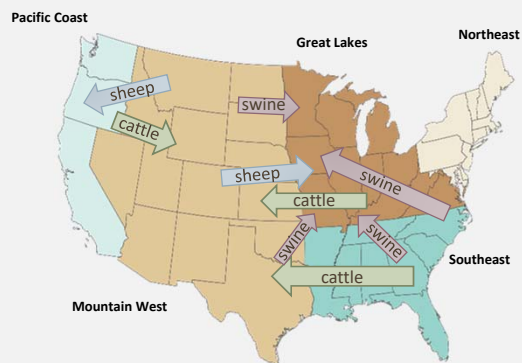 Pacific Coast
Northeast
Great Lakes
sheep
swine
cattle
sheep
swine
cattle
swine
swine
Southeast
cattle
Mountain West